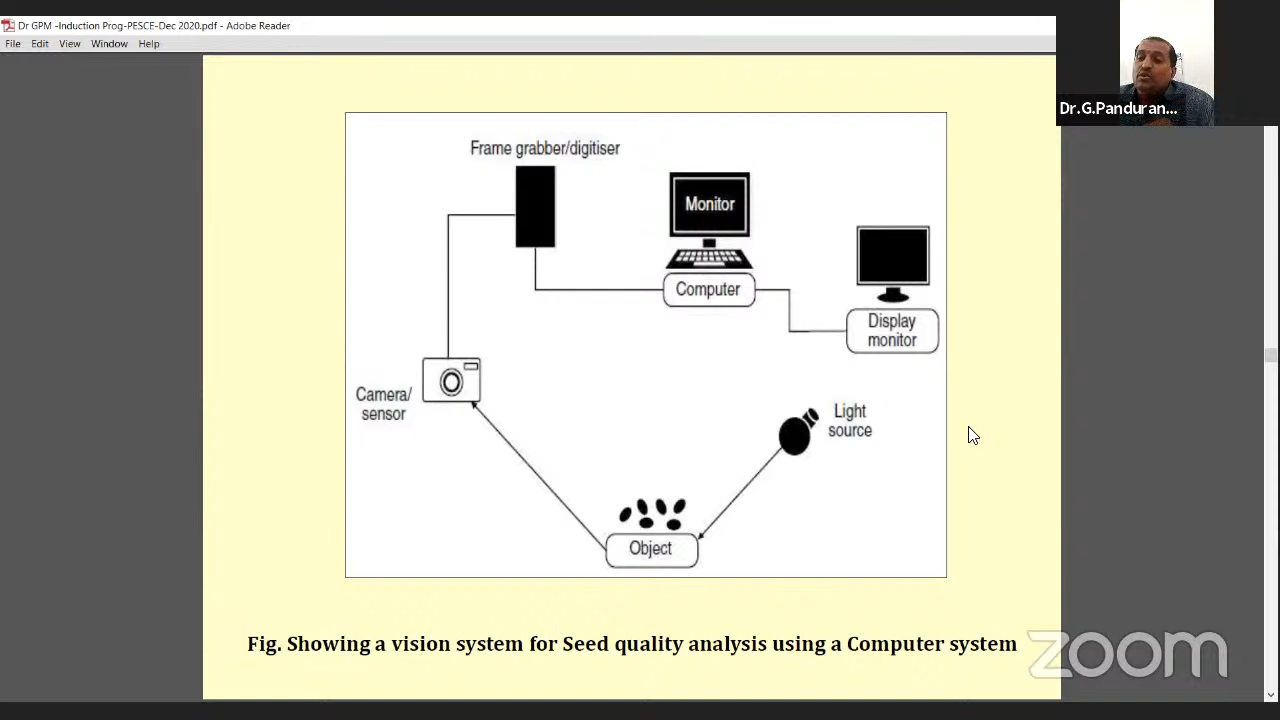 Dr GPM -Induction Prog-PESCE-Dec 2020.pdf - Adobe Reader
File Edit View Window Help
Dr.G.Panduran...
Frame grabber/digitiser
Monitor
Computer
Display
monitor
Camera/
sensor
Light
source
Object
Fig. Showing a vision system for Seed quality analysis using a Computer system
zoom